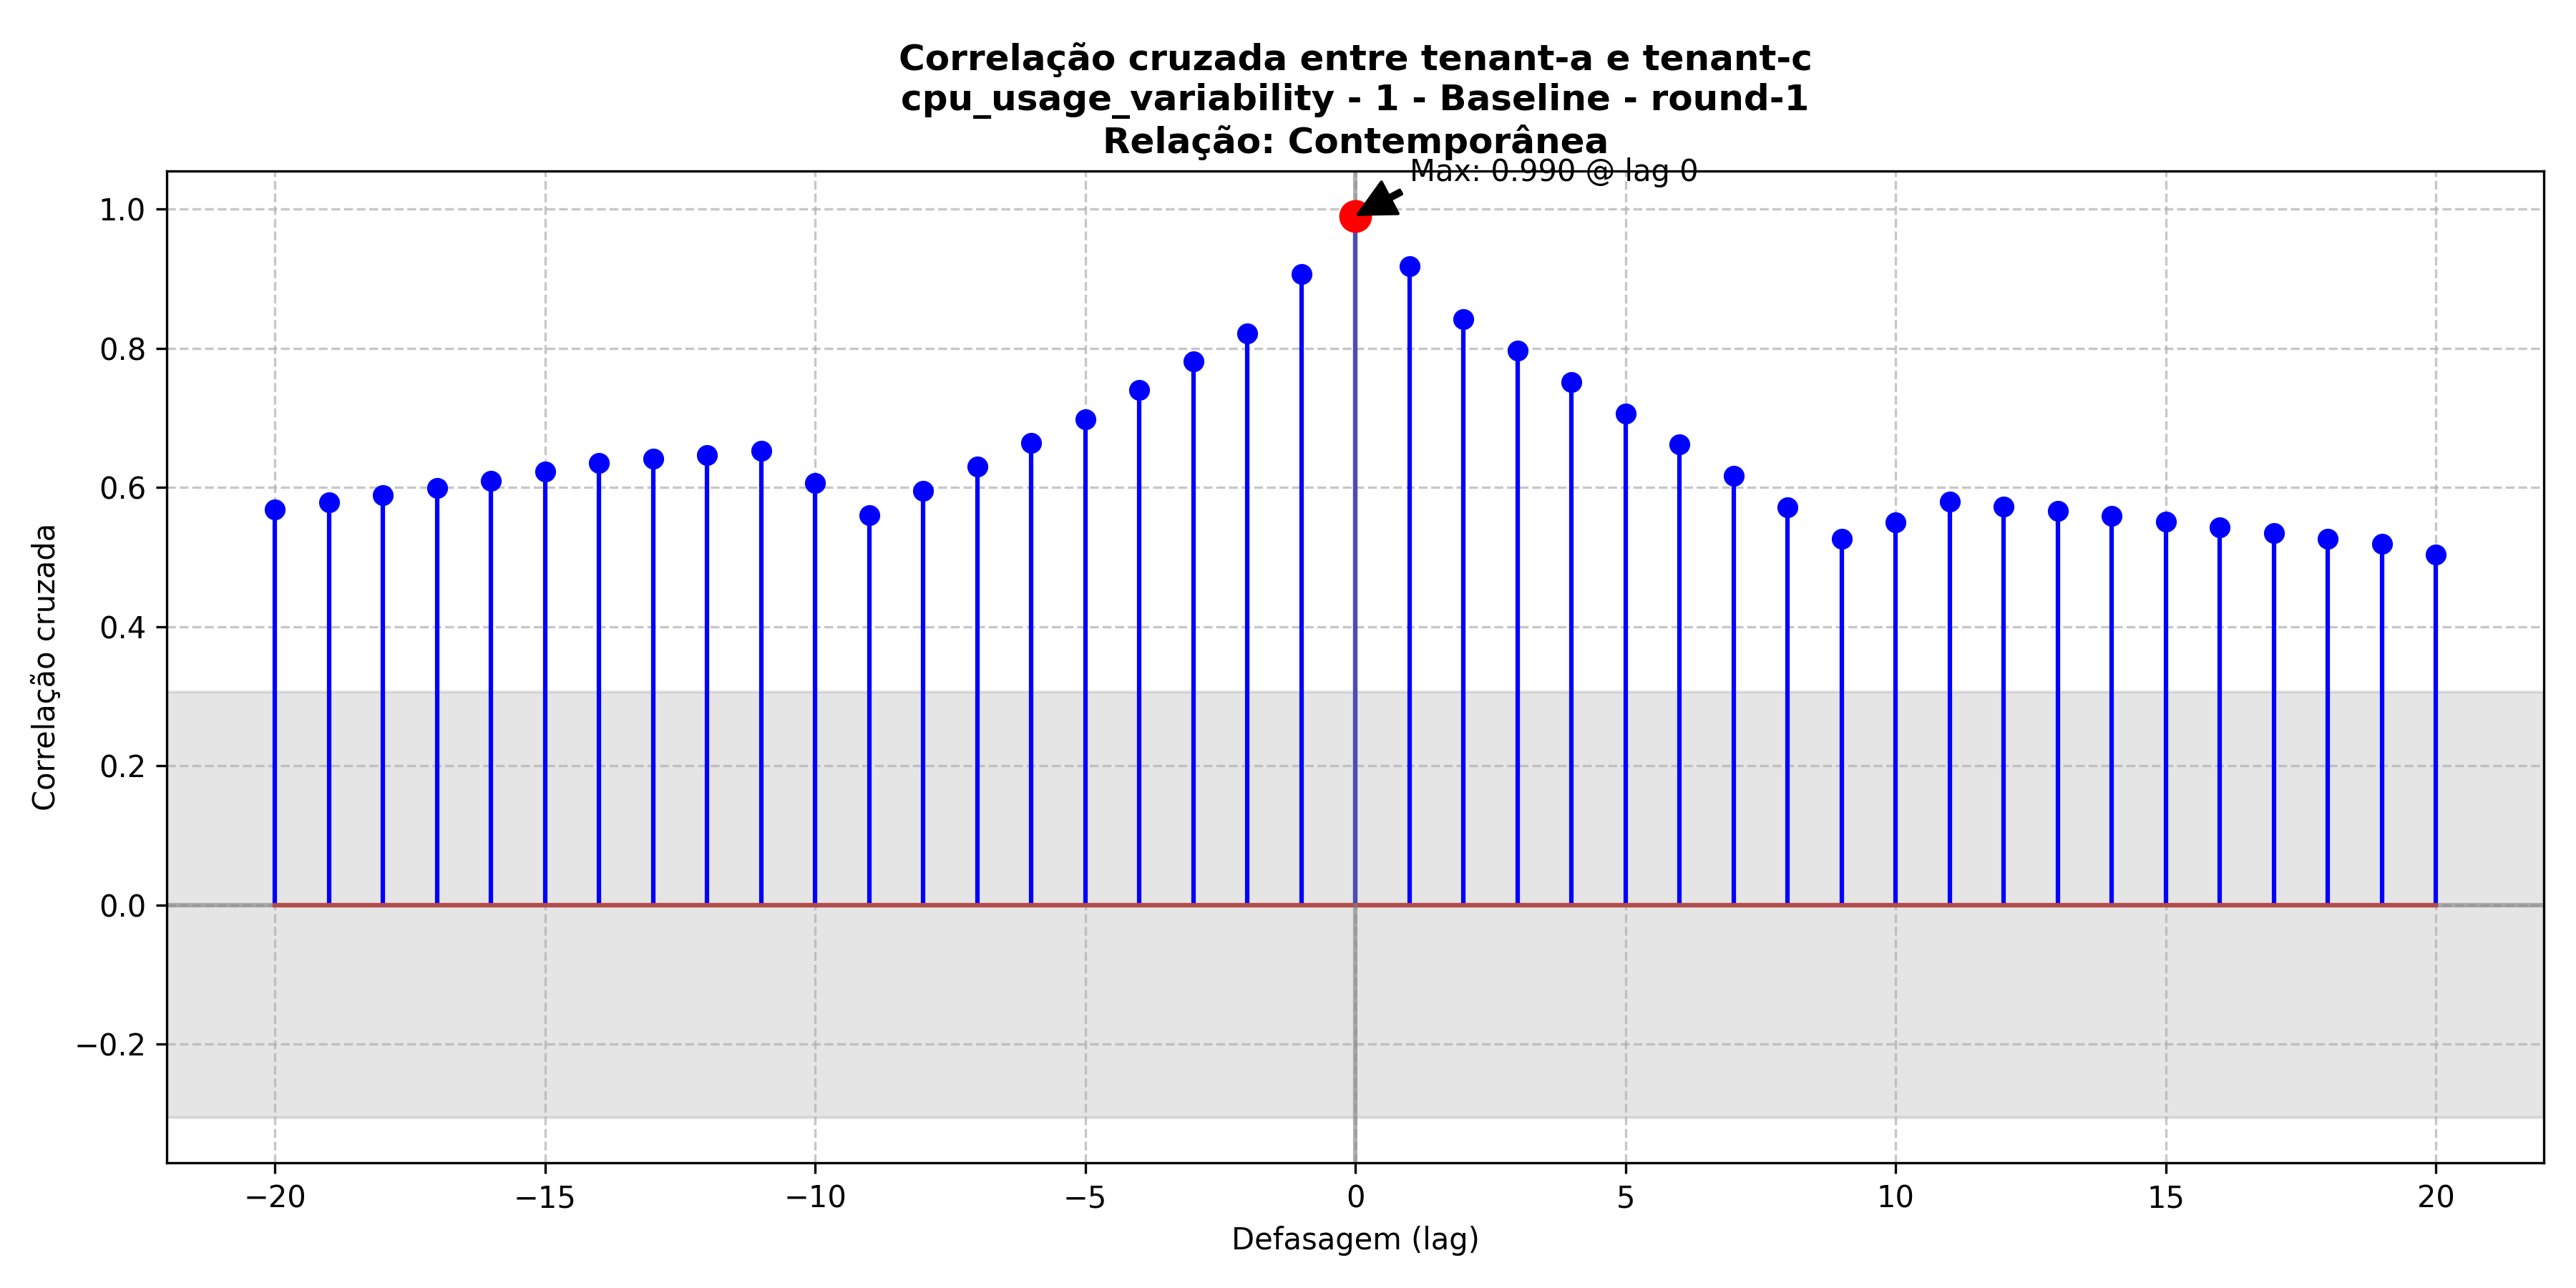 Correlação cruzada entre tenant-a e tenant-c
cpu_usage_variability - 1 - Baseline - round-1
Relação: Contemporânea
Max: 0.990 @ lag 0
1.0
0.8
0.6
0.4
0.2
0.0
−0.2
Correlação cruzada
−20
−15
−10
−5
0
5
10
15
20
Defasagem (lag)